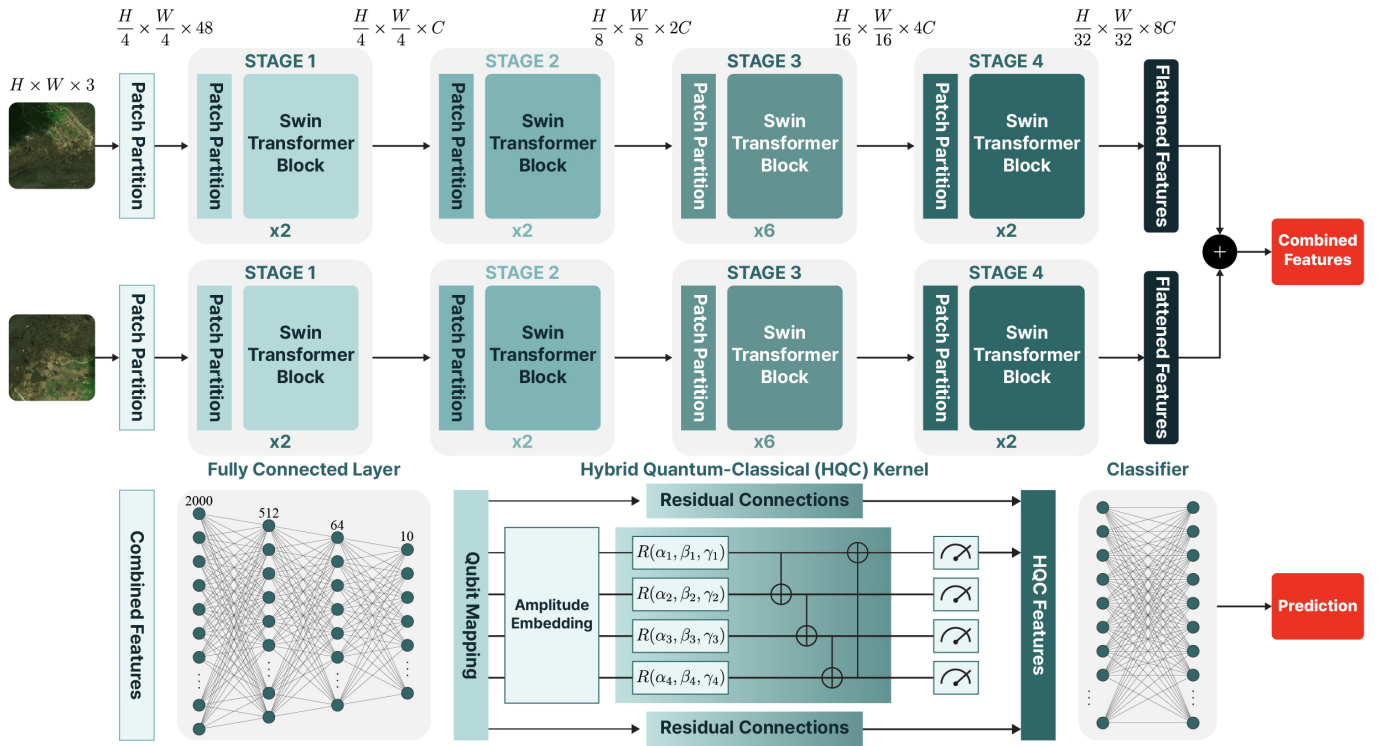 H/4 × W/4 × 48
H/4 × W/4 × C
H/8 × W/8 × 2C
H/16 × W/16 × 4C
H/32 × W/32 × 8C
H × W × 3
Patch Partition
STAGE 1
Patch Partition
Swin
Transformer
Block
x2
STAGE 2
Patch Partition
Swin
Transformer
Block
x2
STAGE 3
Patch Partition
Swin
Transformer
Block
x6
STAGE 4
Patch Partition
Swin
Transformer
Block
x2
Flattened Features
+
Combined
Features
Patch Partition
STAGE 1
Patch Partition
Swin
Transformer
Block
x2
STAGE 2
Patch Partition
Swin
Transformer
Block
x2
STAGE 3
Patch Partition
Swin
Transformer
Block
x6
STAGE 4
Patch Partition
Swin
Transformer
Block
x2
Flattened Features
Combined Features
Fully Connected Layer
2000
512
64
10
Hybrid Quantum-Classical (HQC) Kernel
Qubit Mapping
Residual Connections
Amplitude
Embedding
R(α₁, β₁, γ₁)
R(α₂, β₂, γ₂)
R(α₃, β₃, γ₃)
R(α₄, β₄, γ₄)
Residual Connections
HQC Features
Classifier
Prediction